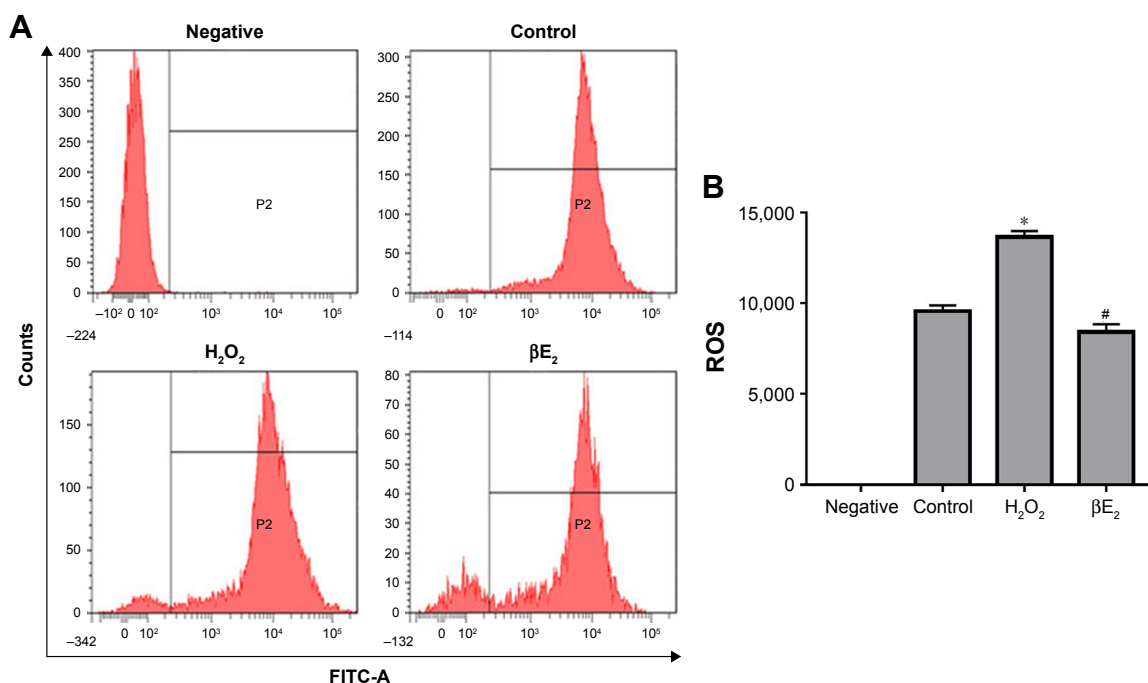 A
Negative
400
350
300
250
200
150
100
50
0
–10² 0 10² 10³ 10⁴ 10⁵
–224
Control
300
250
200
150
100
50
0
0 10² 10³ 10⁴ 10⁵
–114
P2
P2
H₂O₂
150
100
50
0
0 10² 10³ 10⁴ 10⁵
–342
P2
βE₂
80
70
60
50
40
30
20
10
0
0 10² 10³ 10⁴ 10⁵
–132
P2
Counts
FITC-A
B
ROS
15,000
10,000
5,000
0
*
#
Negative Control H₂O₂ βE₂